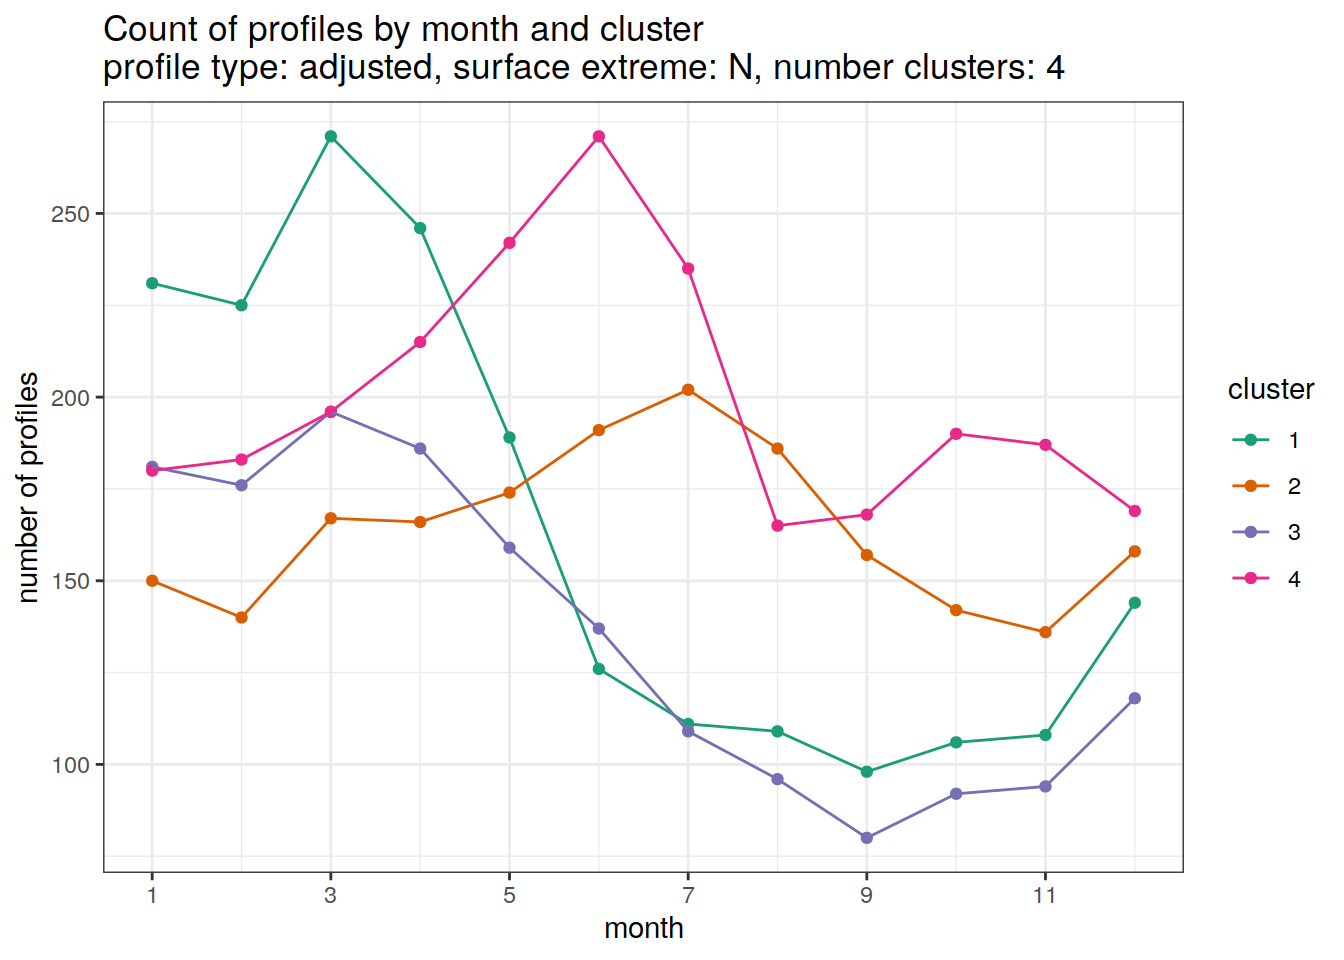 Count of profiles by month and cluster
profile type: adjusted, surface extreme: N, number clusters: 4
number of profiles
250
200
150
100
1 3 5 7 9 11
month
cluster
1
2
3
4